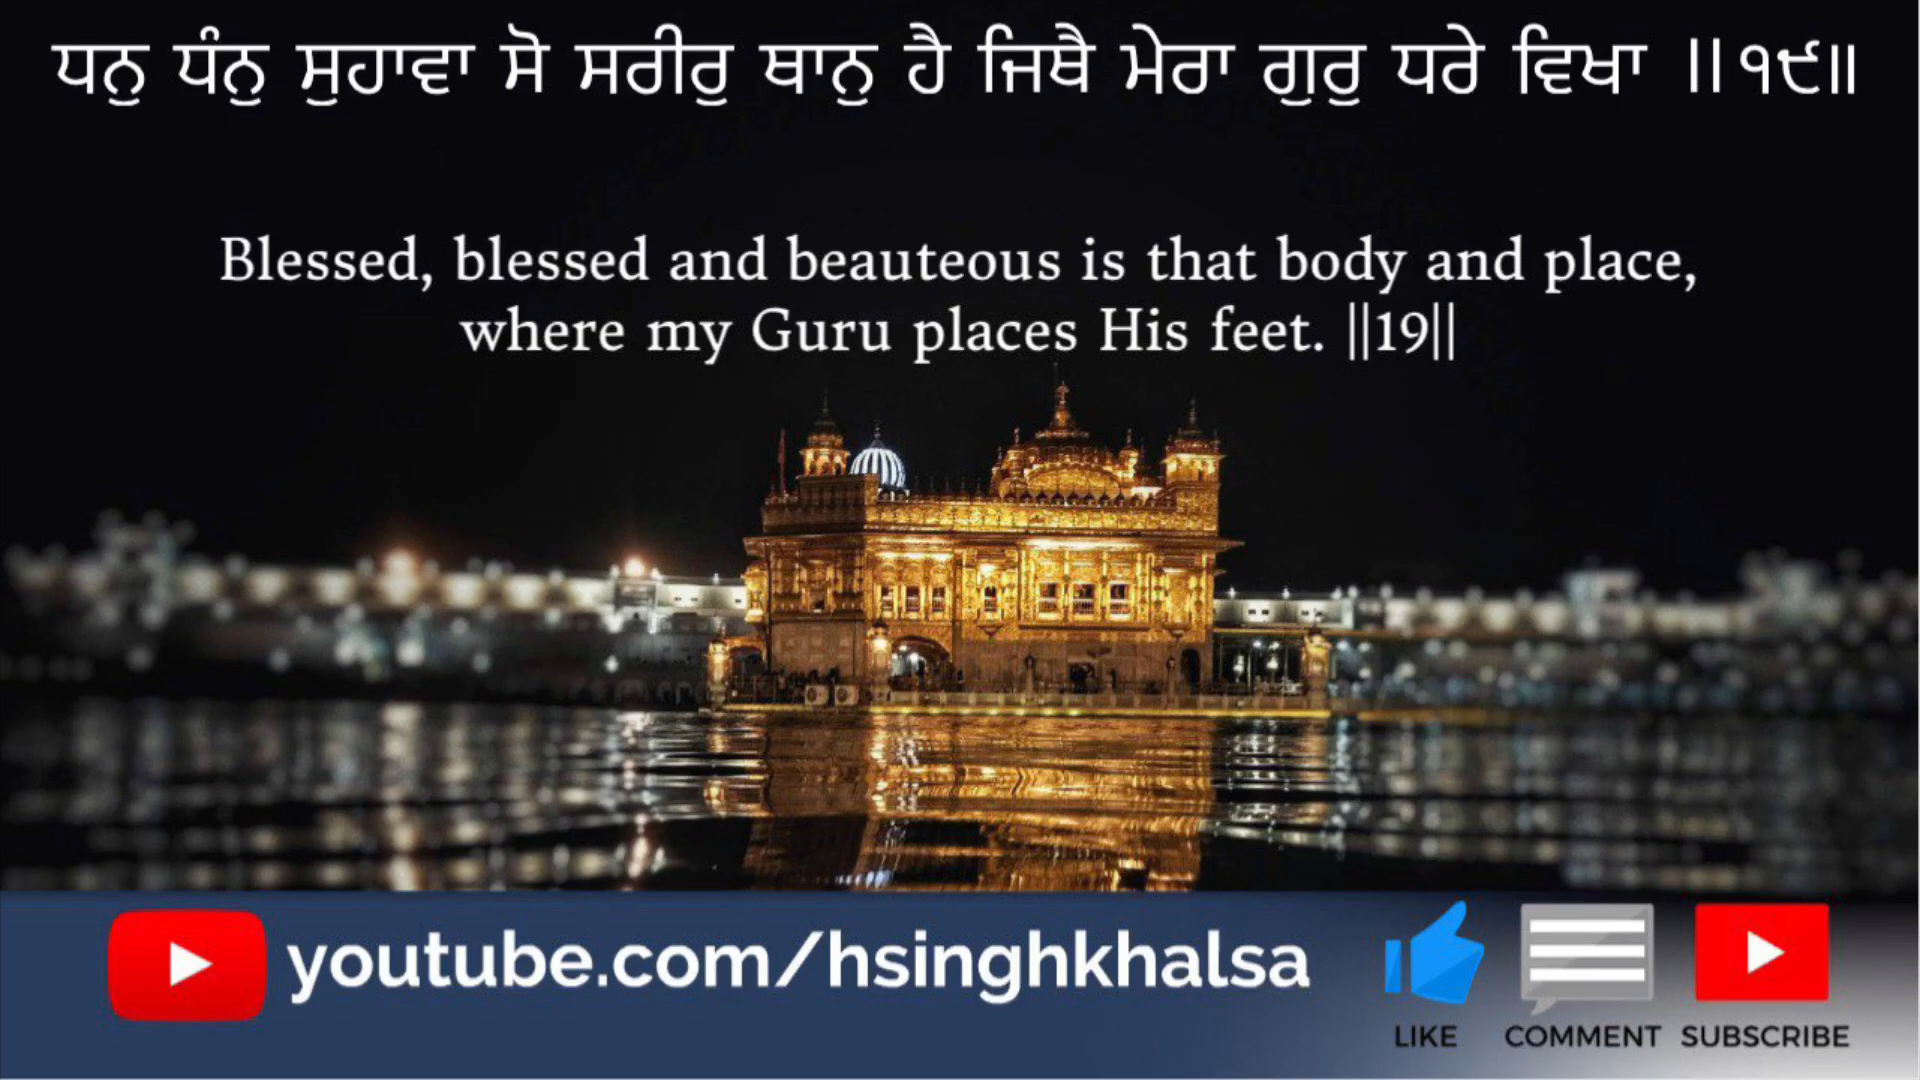 ਧਨੁ ਧੰਨੁ ਸੁਹਾਵਾ ਸੋ ਸਰੀਰੁ ਥਾਨੁ ਹੈ ਜਿਥੈ ਮੇਰਾ ਗੁਰੁ ਧਰੇ ਵਿਖਾ ॥੧੯॥
Blessed, blessed and beauteous is that body and place,
where my Guru places His feet. ||19||
youtube.com/hsinghkhalsa
LIKE COMMENT SUBSCRIBE